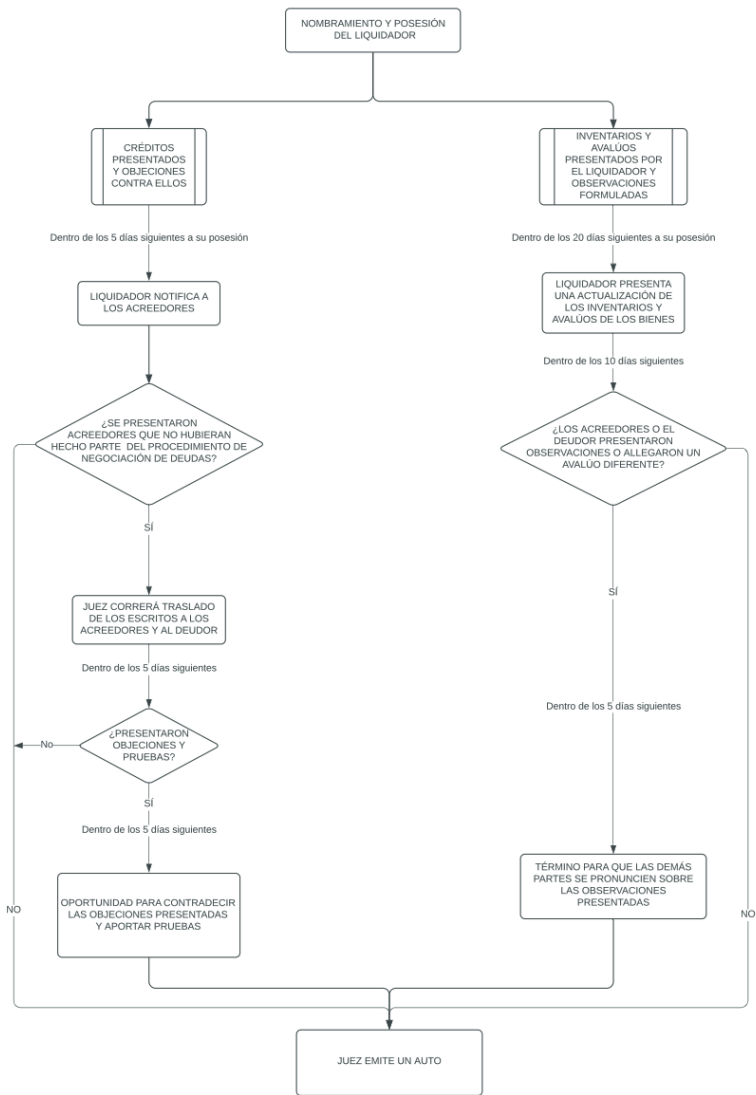 NOMBRAMIENTO Y POSESIÓN
DEL LIQUIDADOR
CRÉDITOS
PRESENTADOS
Y OBJECIONES
CONTRA ELLOS
Dentro de los 5 días siguientes a su posesión
LIQUIDADOR NOTIFICA A
LOS ACREEDORES
¿SE PRESENTARON
ACREEDORES QUE NO HUBIERAN
HECHO PARTE DEL PROCEDIMIENTO DE
NEGOCIACIÓN DE DEUDAS?
SÍ
JUEZ CORRERÁ TRASLADO
DE LOS ESCRITOS A LOS
ACREEDORES Y AL DEUDOR
Dentro de los 5 días siguientes
¿PRESENTARON
OBJECIONES Y
PRUEBAS?
No
SÍ
Dentro de los 5 días siguientes
OPORTUNIDAD PARA CONTRADECIR
LAS OBJECIONES PRESENTADAS
Y APORTAR PRUEBAS
NO
INVENTARIOS Y
AVALÚOS
PRESENTADOS POR
EL LIQUIDADOR Y
OBSERVACIONES
FORMULADAS
Dentro de los 20 días siguientes a su posesión
LIQUIDADOR PRESENTA
UNA ACTUALIZACIÓN DE
LOS INVENTARIOS Y
AVALÚOS DE LOS BIENES
Dentro de los 10 días siguientes
¿LOS ACREEDORES O EL
DEUDOR PRESENTARON
OBSERVACIONES O ALLEGARON UN
AVALÚO DIFERENTE?
SÍ
Dentro de los 5 días siguientes
TÉRMINO PARA QUE LAS DEMÁS
PARTES SE PRONUNCIEN SOBRE
LAS OBSERVACIONES
PRESENTADAS
NO
JUEZ EMITE UN AUTO